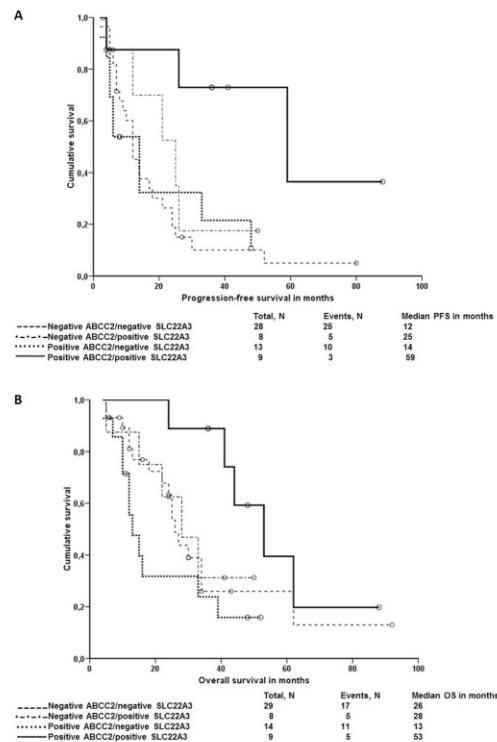 A
Cumulative survival
1,0
0,8
0,6
0,4
0,2
0,0
0 20 40 60 80 100
Progression-free survival in months
Total, N Events, N Median PFS in months
Negative ABCC2/negative SLC22A3 28 25 12
Negative ABCC2/positive SLC22A3 8 5 25
Positive ABCC2/negative SLC22A3 13 10 14
Positive ABCC2/positive SLC22A3 9 3 59
B
Cumulative survival
1,0
0,8
0,6
0,4
0,2
0,0
0 20 40 60 80 100
Overall survival in months
Total, N Events, N Median OS in months
Negative ABCC2/negative SLC22A3 29 17 26
Negative ABCC2/positive SLC22A3 8 5 28
Positive ABCC2/negative SLC22A3 14 11 13
Positive ABCC2/positive SLC22A3 9 5 53